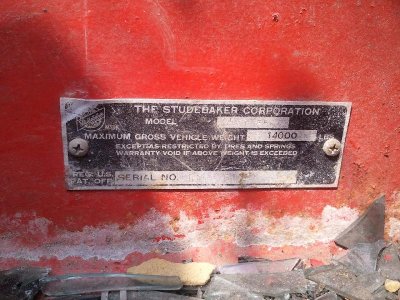 THE STUDEBAKER CORPORATION
MODEL
MAXIMUM GROSS VEHICLE WEIGHT 14000 LBS
EXCEPT AS RESTRICTED BY TIRES AND SPRINGS
WARRANTY VOID IF ABOVE WEIGHT IS EXCEEDED
REG. U.S.
PAT. OFF. SERIAL NO.